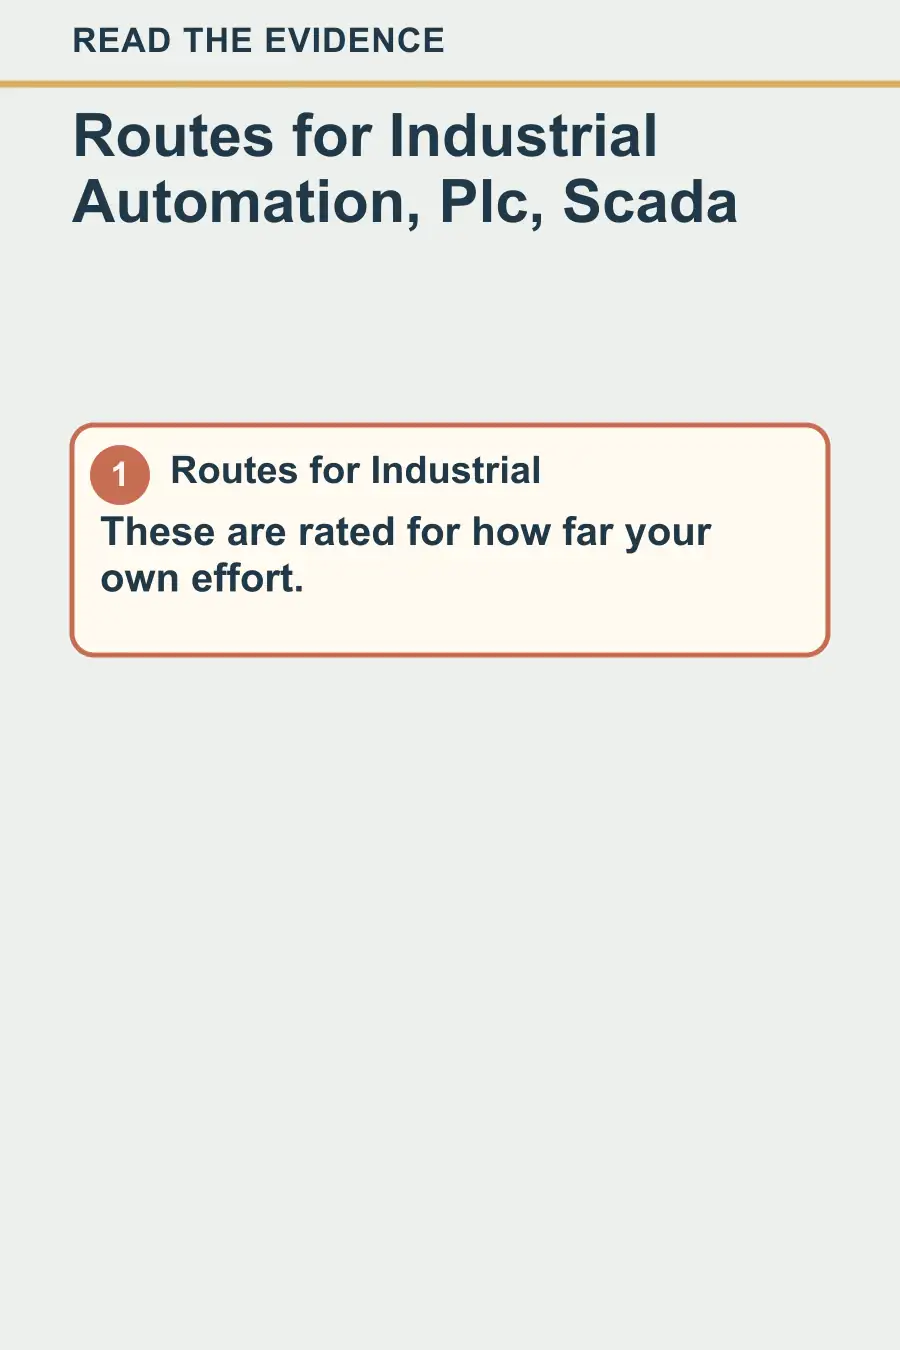 READ THE EVIDENCE
Routes for Industrial
Automation, Plc, Scada
1 Routes for Industrial
These are rated for how far your
own effort.